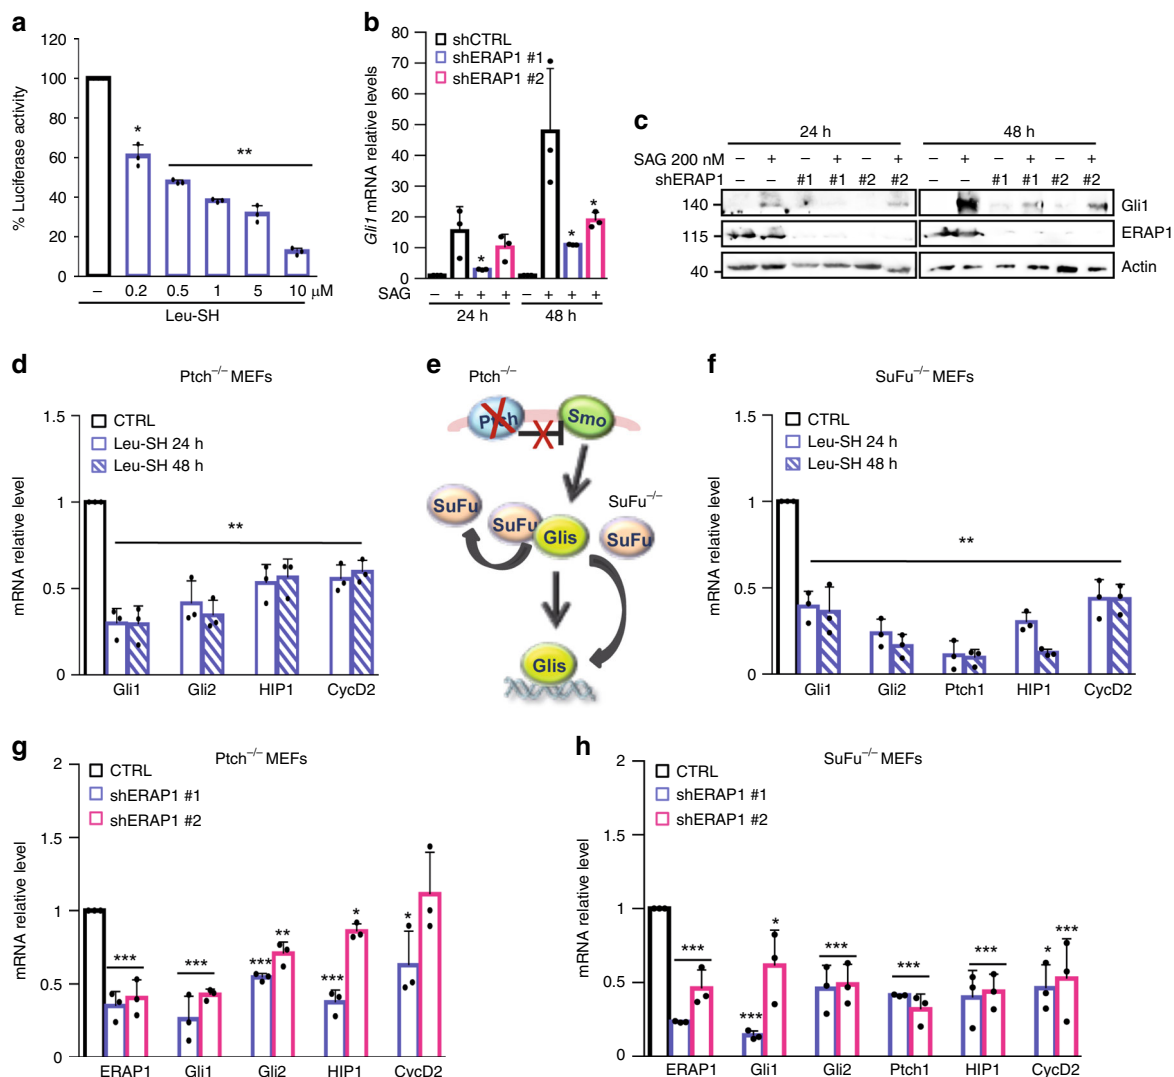 a
% Luciferase activity
120
100
80
60
40
20
0
*
**
– 0.2 0.5 1 5 10 μM
Leu-SH
b
Gli1 mRNA relative levels
80
70
60
50
40
30
20
10
0
shCTRL
shERAP1 #1
shERAP1 #2
*
*
*
SAG – + + + – + + +
24 h 48 h
c
24 h 48 h
SAG 200 nM – + – + – + – + – + – +
shERAP1 #1 #1 #2 #2 #1 #1 #2 #2
140 Gli1
115 ERAP1
40 Actin
d
Ptch–/– MEFs
mRNA relative level
1.5
1
0.5
0
CTRL
Leu-SH 24 h
Leu-SH 48 h
**
Gli1 Gli2 HIP1 CycD2
e
Ptch–/–
Ptch Smo
SuFu
SuFu–/–
SuFu
Glis
SuFu
Glis
f
SuFu–/– MEFs
mRNA relative level
1.5
1
0.5
0
CTRL
Leu-SH 24 h
Leu-SH 48 h
**
Gli1 Gli2 Ptch1 HIP1 CycD2
g
Ptch–/– MEFs
mRNA relative level
2
1.5
1
0.5
0
CTRL
shERAP1 #1
shERAP1 #2
*** *** *** ** *** * *
ERAP1 Gli1 Gli2 HIP1 CycD2
h
SuFu–/– MEFs
mRNA relative level
2
1.5
1
0.5
0
CTRL
shERAP1 #1
shERAP1 #2
*** *** * *** *** *** * ***
ERAP1 Gli1 Gli2 Ptch1 HIP1 CycD2